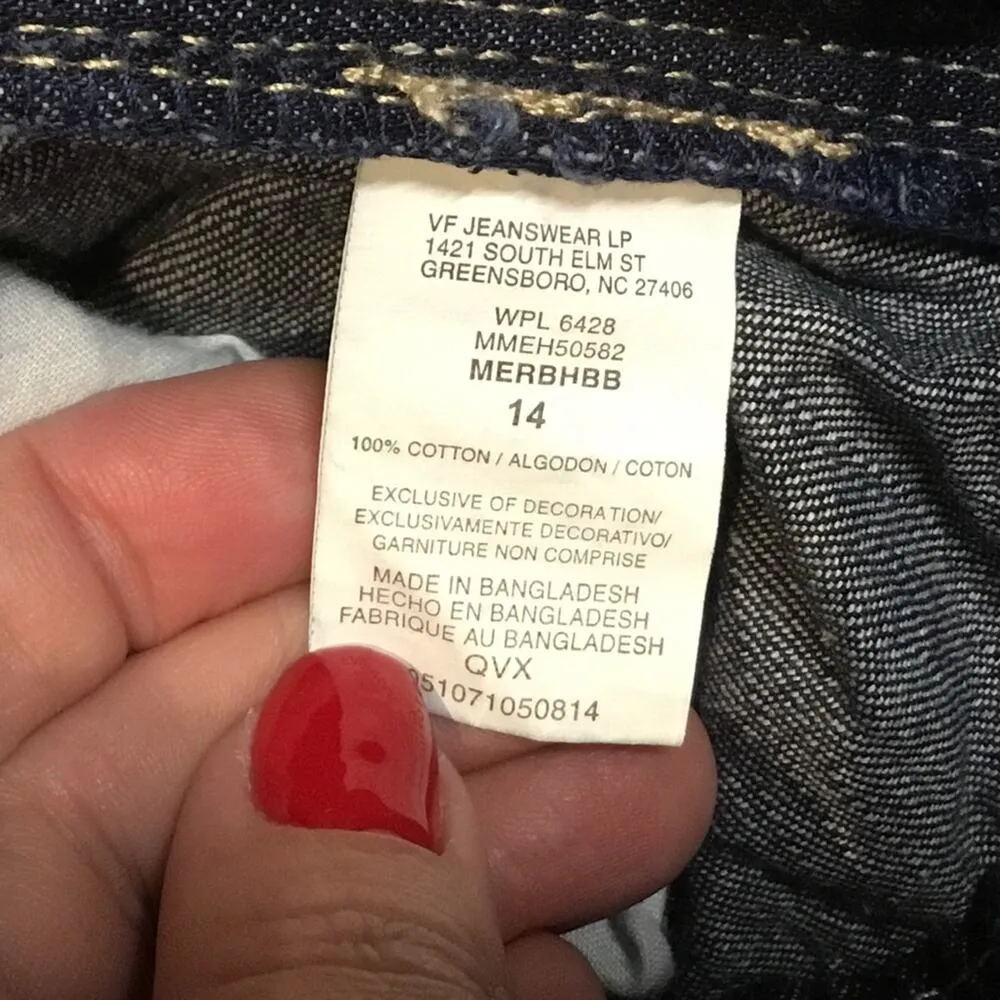 VF JEANSWEAR LP
1421 SOUTH ELM ST
GREENSBORO, NC 27406
WPL 6428
MMEH50582
MERBHBB
14
100% COTTON / ALGODON / COTON
EXCLUSIVE OF DECORATION/
EXCLUSIVAMENTE DECORATIVO/
GARNITURE NON COMPRISE
MADE IN BANGLADESH
HECHO EN BANGLADESH
FABRIQUE AU BANGLADESH
QVX